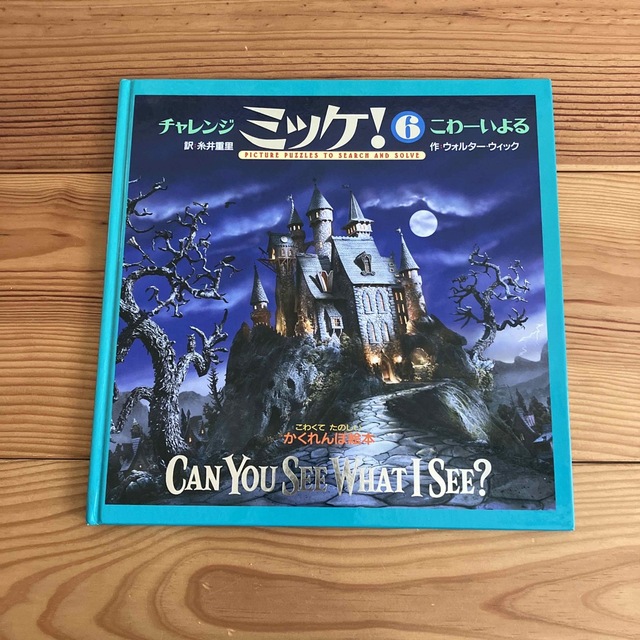 チャレンジ ミッケ! 6 こわーいよる
訳・糸井重里
PICTURE PUZZLES TO SEARCH AND SOLVE
作・ウォルター・ウィック
こわくて たのしい
かくれんぼ絵本
CAN YOU SEE WHAT I SEE?